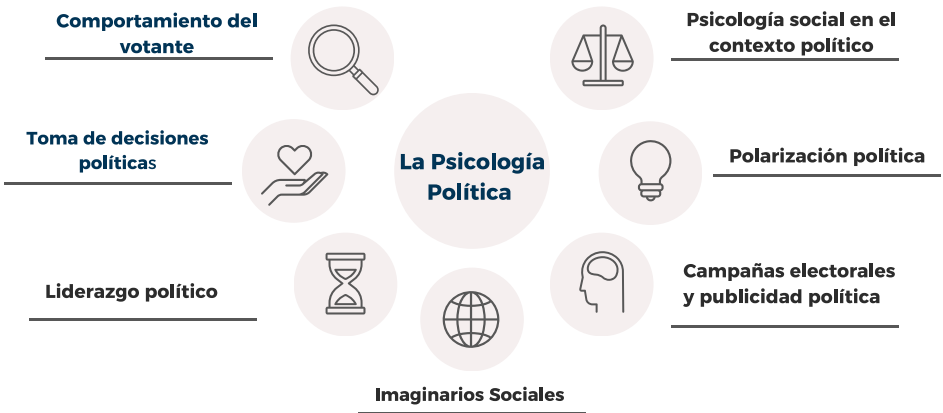 Comportamiento del
votante
Psicología social en el
contexto político
Toma de decisiones
políticas
La Psicología
Política
Polarización política
Liderazgo político
Campañas electorales
y publicidad política
Imaginarios Sociales